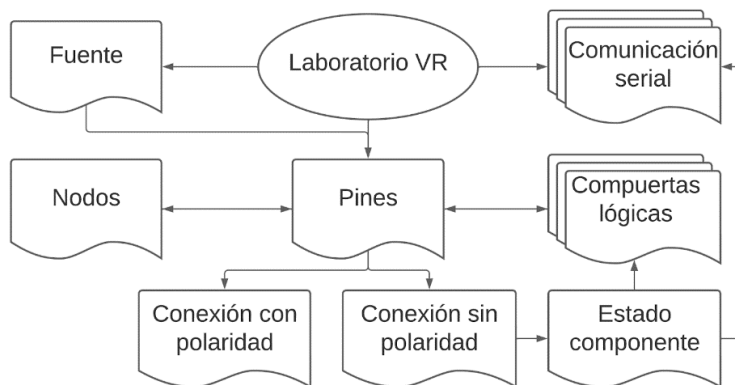 Fuente
Laboratorio VR
Comunicación
serial
Nodos
Pines
Compuertas
lógicas
Conexión con
polaridad
Conexión sin
polaridad
Estado
componente